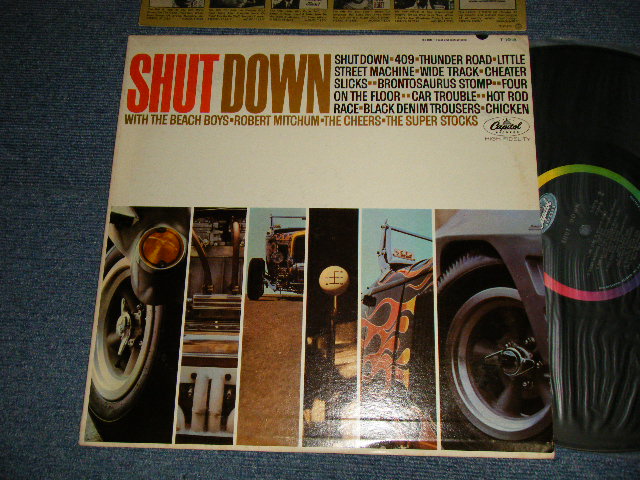 SHUT DOWN
SHUT DOWN•409•THUNDER ROAD•LITTLE
STREET MACHINE•WIDE TRACK•CHEATER
SLICKS••BRONTOSAURUS STOMP••FOUR
ON THE FLOOR••CAR TROUBLE••HOT ROD
RACE•BLACK DENIM TROUSERS•CHICKEN
WITH THE BEACH BOYS•ROBERT MITCHUM•THE CHEERS•THE SUPER STOCKS
Capitol
HIGH FIDELITY
SHUT DOWN